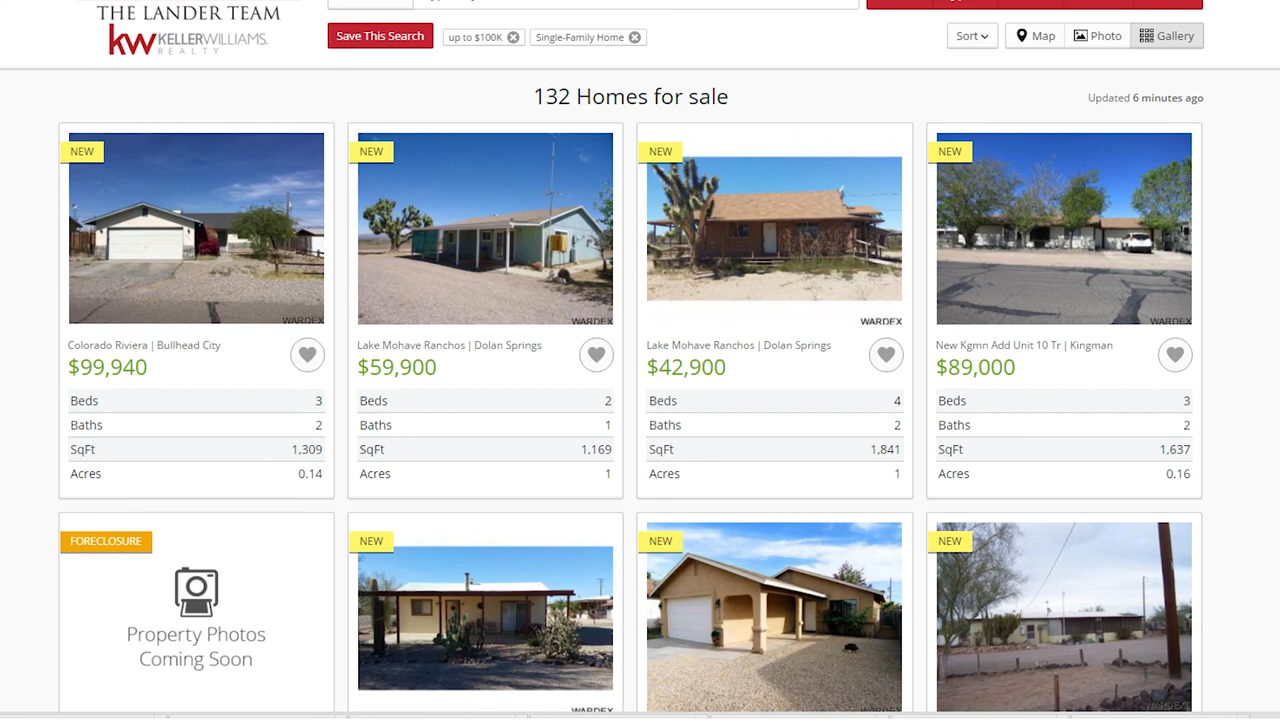 THE LANDER TEAM
kw KELLERWILLIAMS.
REALTY
Save This Search
up to $100K
Single-Family Home
Sort
Map
Photo
Gallery
132 Homes for sale
Updated 6 minutes ago
NEW
WARDEX
Colorado Riviera | Bullhead City
$99,940
Beds 3
Baths 2
SqFt 1,309
Acres 0.14
NEW
WARDEX
Lake Mohave Ranchos | Dolan Springs
$59,900
Beds 2
Baths 1
SqFt 1,169
Acres 1
NEW
WARDEX
Lake Mohave Ranchos | Dolan Springs
$42,900
Beds 4
Baths 2
SqFt 1,841
Acres 1
NEW
WARDEX
New Kgmn Add Unit 10 Tr | Kingman
$89,000
Beds 3
Baths 2
SqFt 1,637
Acres 0.16
FORECLOSURE
Property Photos
Coming Soon
NEW
WARDEX
NEW
WARDEX
NEW
WARDEX